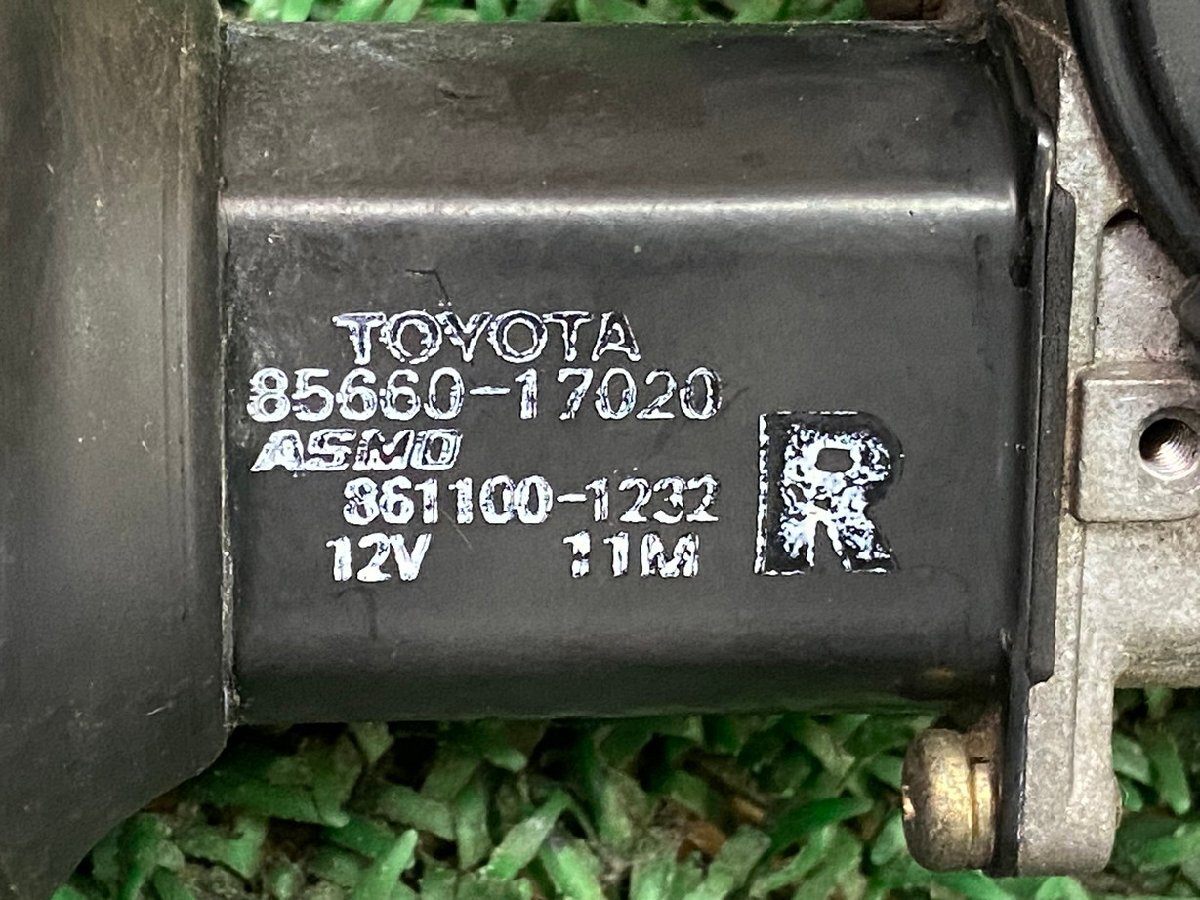 TOYOTA
85660-17020
ASMO
861100-1232
12V 11M
R